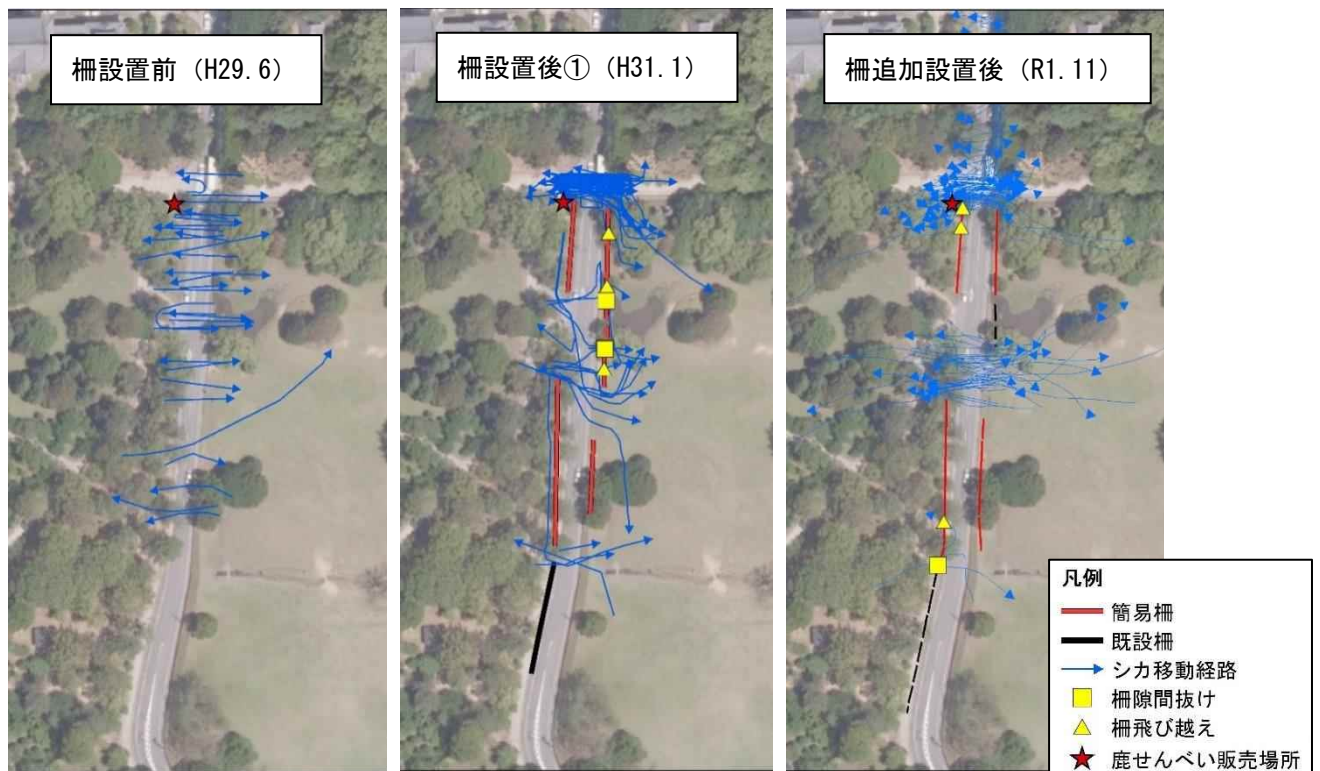 柵設置前（H29.6）
柵設置後①（H31.1）
柵追加設置後（R1.11）
凡例
簡易柵
既設柵
シカ移動経路
柵隙間抜け
柵飛び越え
鹿せんべい販売場所